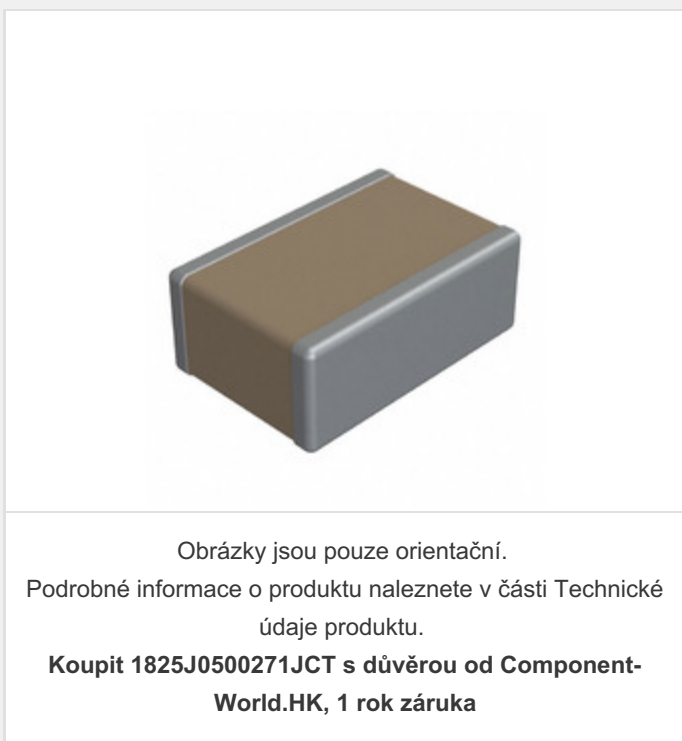 Obrázky jsou pouze orientační.
Podrobné informace o produktu naleznete v části Technické
údaje produktu.
Koupit 1825J0500271JCT s důvěrou od Component-
World.HK, 1 rok záruka